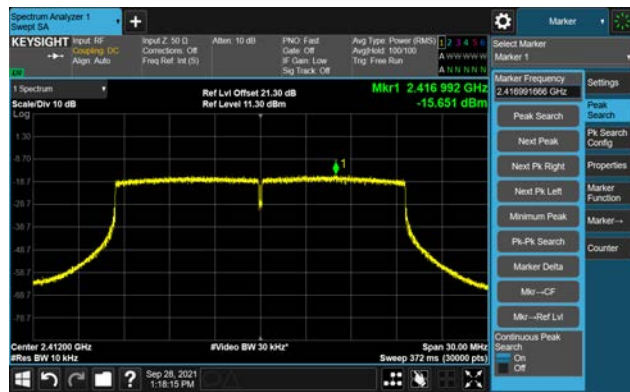 Spectrum Analyzer 1
Swept SA
Marker
KEYSIGHT
Input: RF
Coupling: DC
Align: Auto
Input Z: 50 Ω
Corrections: Off
Freq Ref: Int (S)
Atten: 10 dB
PNO: Fast
Gate: Off
IF Gain: Low
Sig Track: Off
Avg Type: Power (RMS)
Avg|Hold: 100/100
Trig: Free Run
1 2 3 4 5 6
A W W W W W
A N N N N N
Select Marker
Marker 1
1 Spectrum
Scale/Div 10 dB
Log
Ref Lvl Offset 21.30 dB
Ref Level 11.30 dBm
Mkr1 2.416 992 GHz
-15.651 dBm
1.30
-8.70
-18.7
-28.7
-38.7
-48.7
-58.7
-68.7
-78.7
1
Center 2.41200 GHz
#Res BW 10 kHz
#Video BW 30 kHz*
Span 30.00 MHz
Sweep 372 ms (30000 pts)
Marker Frequency
2.416991666 GHz
Peak Search
Next Peak
Next Pk Right
Next Pk Left
Minimum Peak
Pk-Pk Search
Marker Delta
Mkr→CF
Mkr→Ref Lvl
Continuous Peak
Search
On
Off
Settings
Peak
Search
Pk Search
Config
Properties
Marker
Function
Marker→
Counter
?
Sep 28, 2021
1:18:15 PM